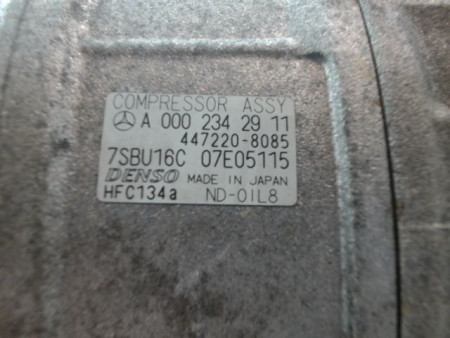 COMPRESSOR ASSY
A 000 234 29 11
447220-8085
7SBU16C 07E05115
DENSO MADE IN JAPAN
HFC134a ND-OIL8